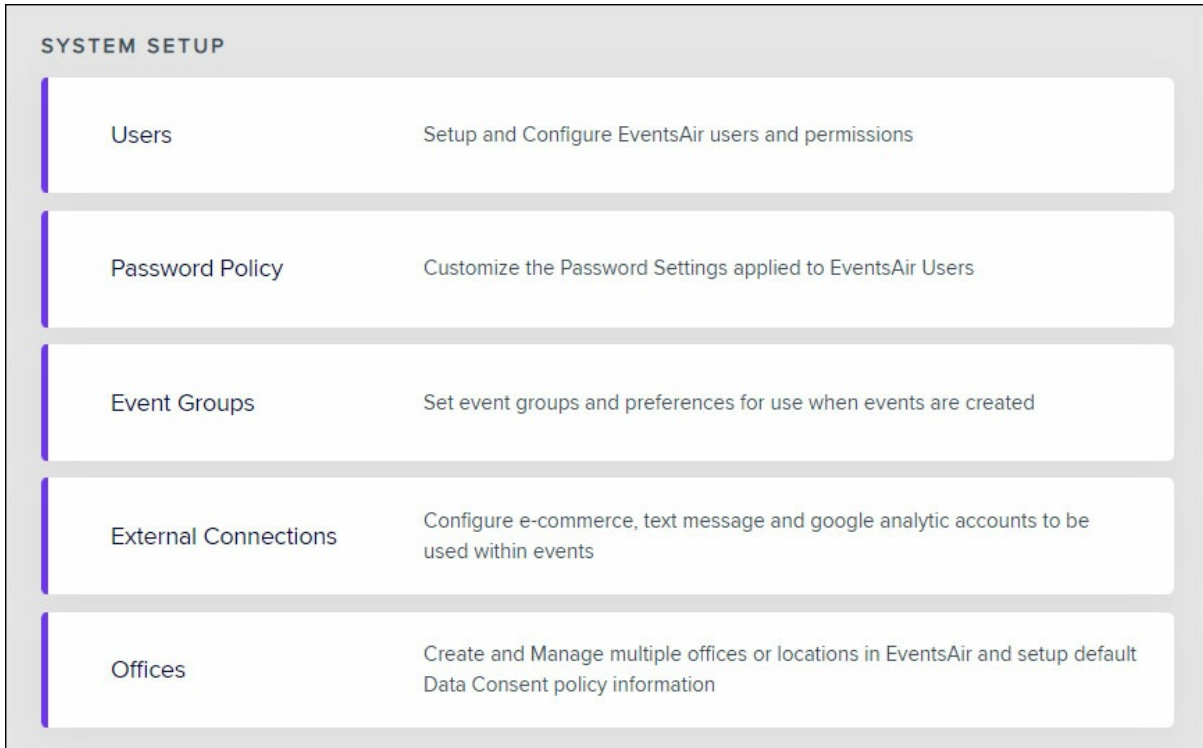 SYSTEM SETUP
Users
Setup and Configure EventsAir users and permissions
Password Policy
Customize the Password Settings applied to EventsAir Users
Event Groups
Set event groups and preferences for use when events are created
External Connections
Configure e-commerce, text message and google analytic accounts to be
used within events
Offices
Create and Manage multiple offices or locations in EventsAir and setup default
Data Consent policy information